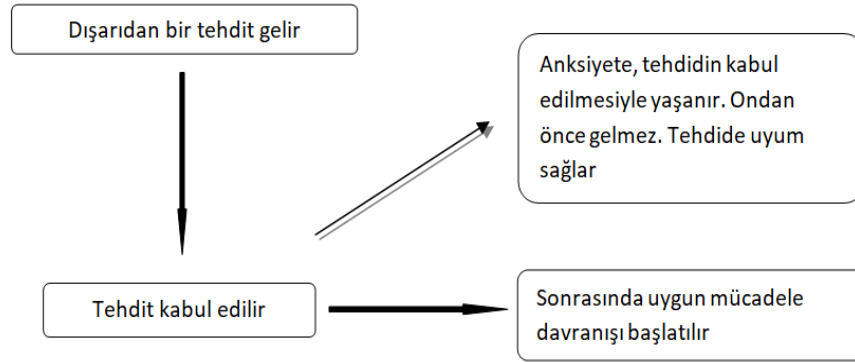 Dışarıdan bir tehdit gelir
Anksiyete, tehdidin kabul
edilmesiyle yaşanır. Ondan
önce gelmez. Tehdide uyum
sağlar
Tehdit kabul edilir
Sonrasında uygun mücadele
davranışı başlatılır